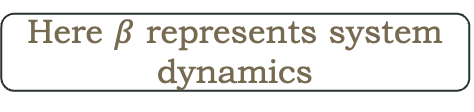 Here β represents system
dynamics